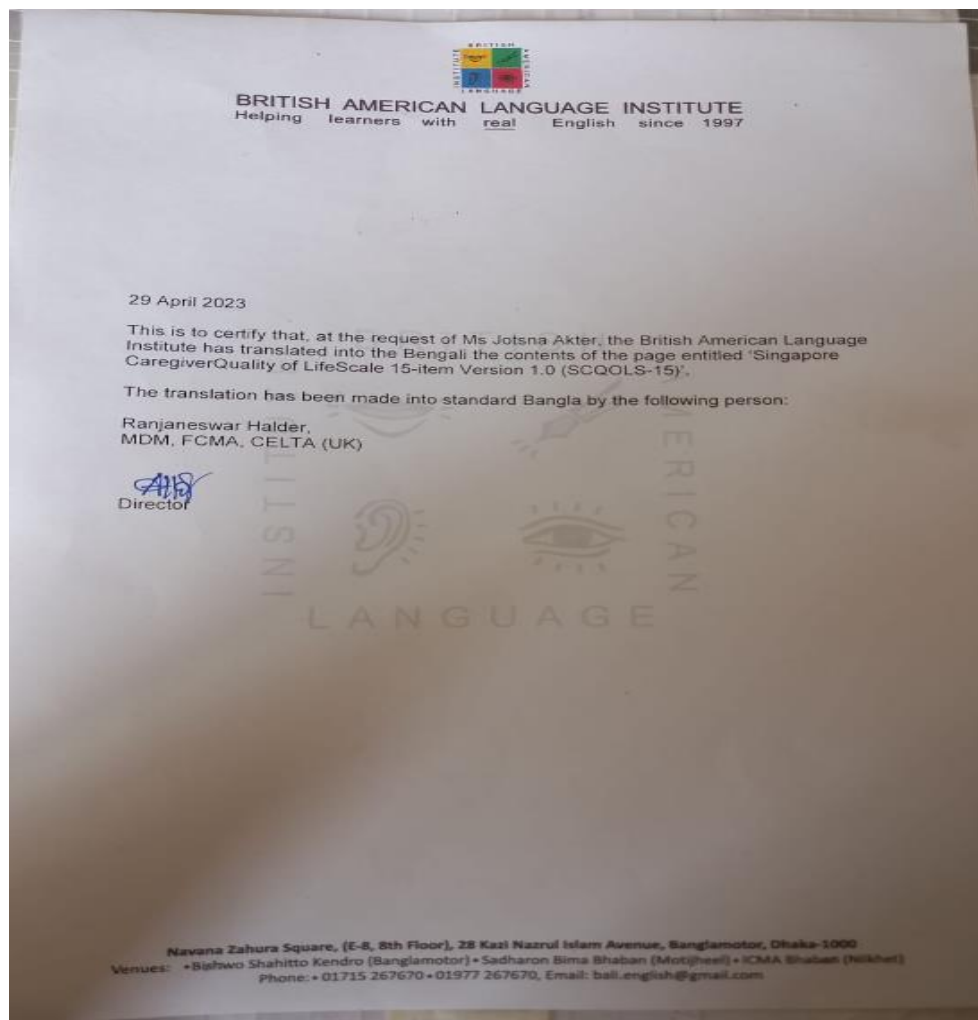 BRITISH
INSTITUTE
AMERICAN
LANGUAGE
BRITISH AMERICAN LANGUAGE INSTITUTE
Helping learners with real English since 1997
29 April 2023
This is to certify that, at the request of Ms Jotsna Akter, the British American Language
Institute has translated into the Bengali the contents of the page entitled 'Singapore
CaregiverQuality of LifeScale 15-item Version 1.0 (SCQOLS-15)'.
The translation has been made into standard Bangla by the following person:
Ranjaneswar Halder,
MDM, FCMA, CELTA (UK)
Director
LANGUAGE
Navana Zahura Square, (E-8, 8th Floor), 28 Kazi Nazrul Islam Avenue, Banglamotor, Dhaka-1000
Venues: •Bishwo Shahitto Kendro (Banglamotor) • Sadharon Bima Bhaban (Motijheel) • ICMA Bhaban (Nilkhet)
Phone: • 01715 267670 • 01977 267670, Email: bali.english@gmail.com